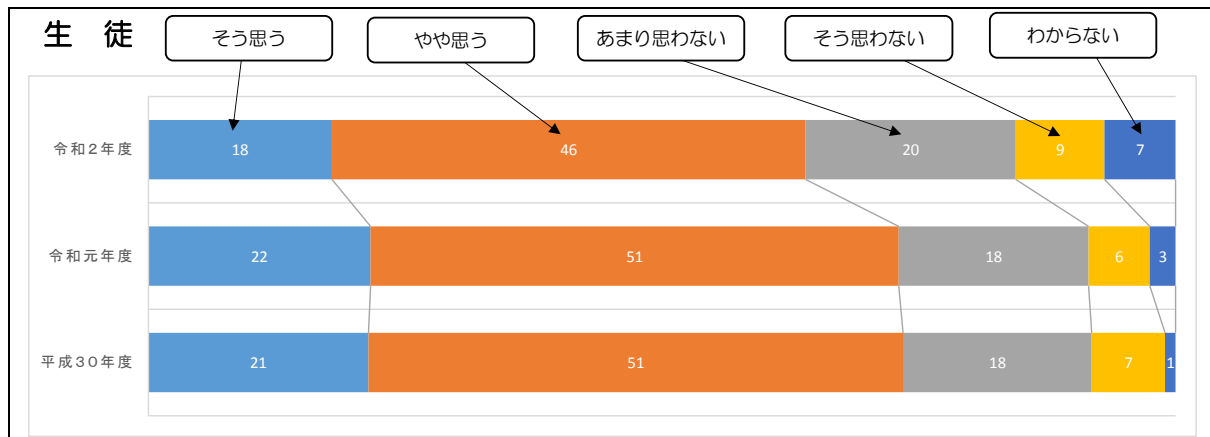 生 徒
そう思う
やや思う
あまり思わない
そう思わない
わからない
令和２年度
18
46
20
9
7
令和元年度
22
51
18
6
3
平成３０年度
21
51
18
7
1